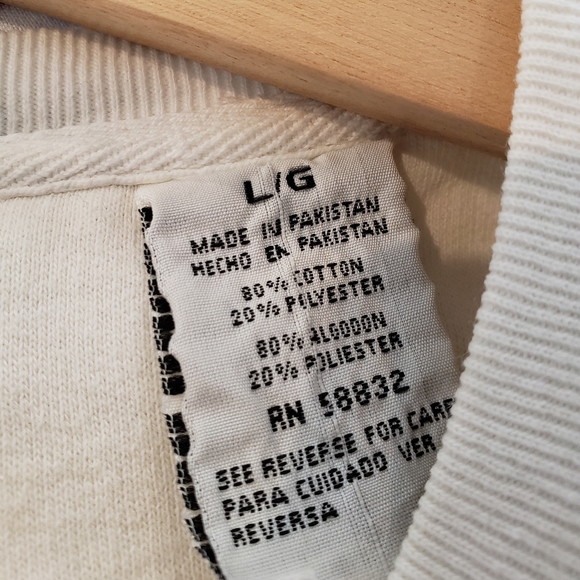 L/G
MADE IN PAKISTAN
HECHO EN PAKISTAN
80% COTTON
20% POLYESTER
80% ALGODON
20% POLIESTER
RN 58832
SEE REVERSE FOR CARE
PARA CUIDADO VER
REVERSA